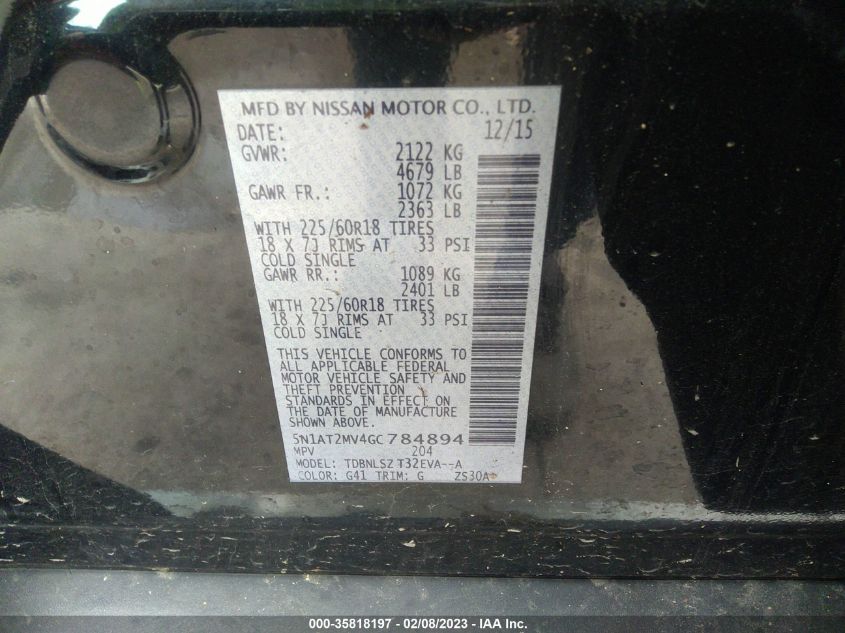 MFD BY NISSAN MOTOR CO., LTD.
DATE: 12/15
GVWR: 2122 KG
4679 LB
GAWR FR.: 1072 KG
2363 LB
WITH 225/60R18 TIRES
18 X 7J RIMS AT 33 PSI
COLD SINGLE
GAWR RR.: 1089 KG
2401 LB
WITH 225/60R18 TIRES
18 X 7J RIMS AT 33 PSI
COLD SINGLE
THIS VEHICLE CONFORMS TO
ALL APPLICABLE FEDERAL
MOTOR VEHICLE SAFETY AND
THEFT PREVENTION
STANDARDS IN EFFECT ON
THE DATE OF MANUFACTURE
SHOWN ABOVE.
5N1AT2MV4GC784894
MPV 204
MODEL: TDBNLSZ T32EVA--A
COLOR: G41 TRIM: G ZS30A
000-35818197 - 02/08/2023 - IAA Inc.